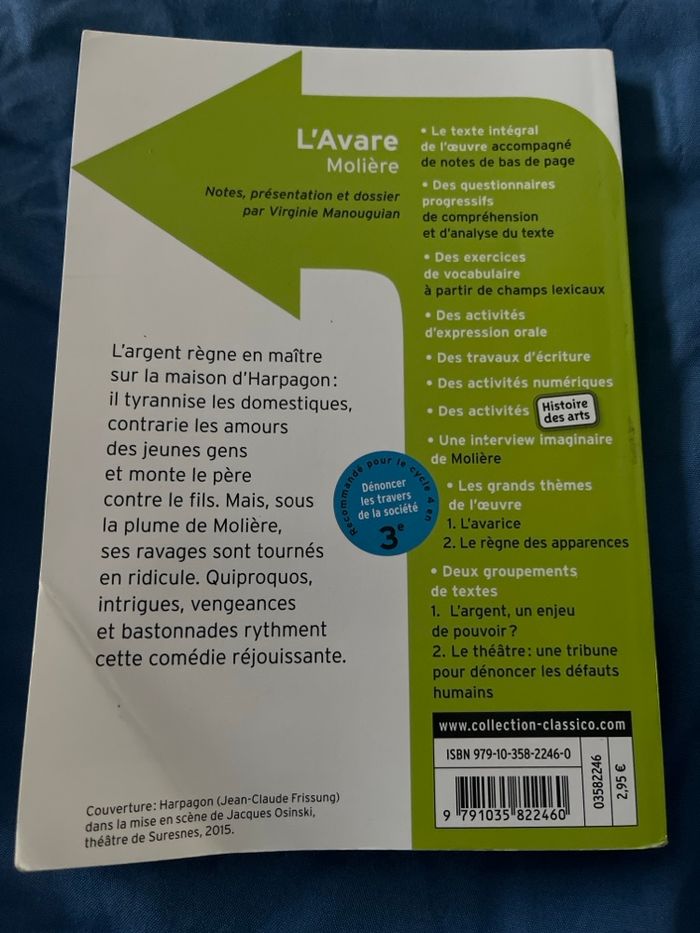 L'Avare
Molière
Notes, présentation et dossier
par Virginie Manouguian
L'argent règne en maître
sur la maison d'Harpagon :
il tyrannise les domestiques,
contrarie les amours
des jeunes gens
et monte le père
contre le fils. Mais, sous
la plume de Molière,
ses ravages sont tournés
en ridicule. Quiproquos,
intrigues, vengeances
et bastonnades rythment
cette comédie réjouissante.
Recommandé pour le cycle 4 en
Dénoncer
les travers
de la société
3e
• Le texte intégral
de l'œuvre accompagné
de notes de bas de page
• Des questionnaires
progressifs
de compréhension
et d'analyse du texte
• Des exercices
de vocabulaire
à partir de champs lexicaux
• Des activités
d'expression orale
• Des travaux d'écriture
• Des activités numériques
• Des activités Histoire
des arts
• Une interview imaginaire
de Molière
• Les grands thèmes
de l'œuvre
1. L'avarice
2. Le règne des apparences
• Deux groupements
de textes
1. L'argent, un enjeu
de pouvoir ?
2. Le théâtre : une tribune
pour dénoncer les défauts
humains
www.collection-classico.com
ISBN 979-10-358-2246-0
9 791035 822460
03582246
2,95 €
Couverture : Harpagon (Jean-Claude Frissung)
dans la mise en scène de Jacques Osinski,
théâtre de Suresnes, 2015.